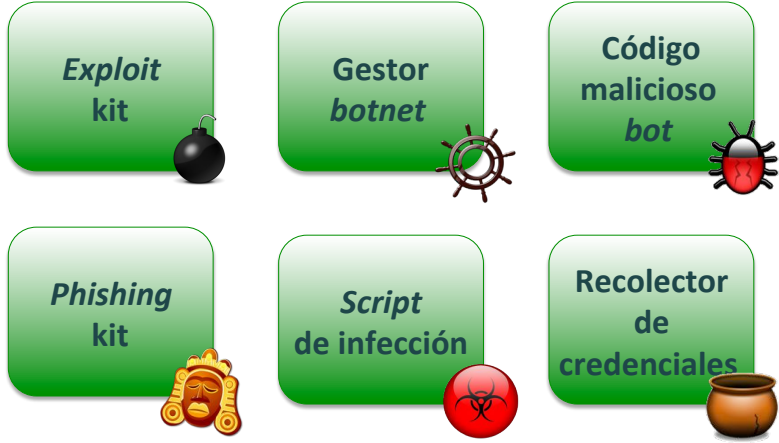 Exploit
kit
Gestor
botnet
Código
malicioso
bot
Phishing
kit
Script
de infección
Recolector
de
credenciales